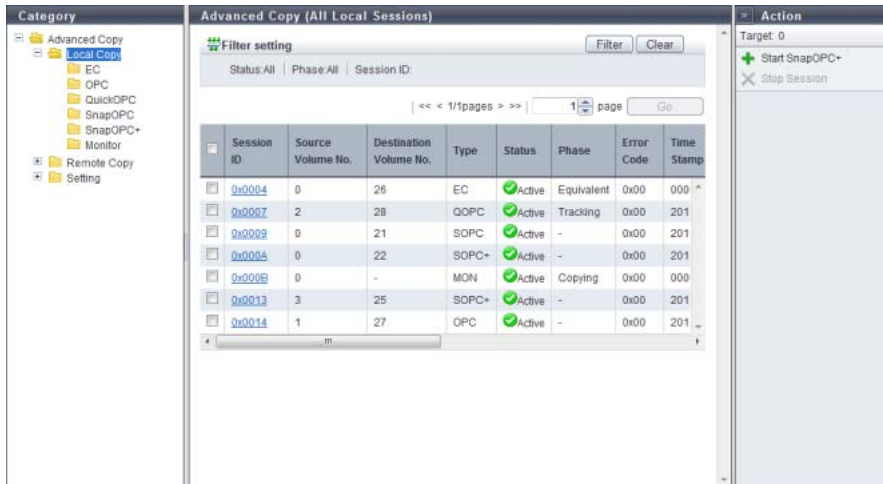 Category
Advanced Copy
Local Copy
EC
OPC
QuickOPC
SnapOPC
SnapOPC+
Monitor
Remote Copy
Setting
Advanced Copy (All Local Sessions)
Filter setting
Filter Clear
Status:All | Phase:All | Session ID:
| << < 1/1pages > >> | 1 page Go
Session ID Source Volume No. Destination Volume No. Type Status Phase Error Code Time Stamp
0x0004 0 26 EC Active Equivalent 0x00 000
0x0007 2 28 QOPC Active Tracking 0x00 201
0x0009 0 21 SOPC Active - 0x00 201
0x000A 0 22 SOPC+ Active - 0x00 201
0x000B 0 - MON Active Copying 0x00 000
0x0013 3 25 SOPC+ Active - 0x00 201
0x0014 1 27 OPC Active - 0x00 201
» Action
Target: 0
Start SnapOPC+
Stop Session